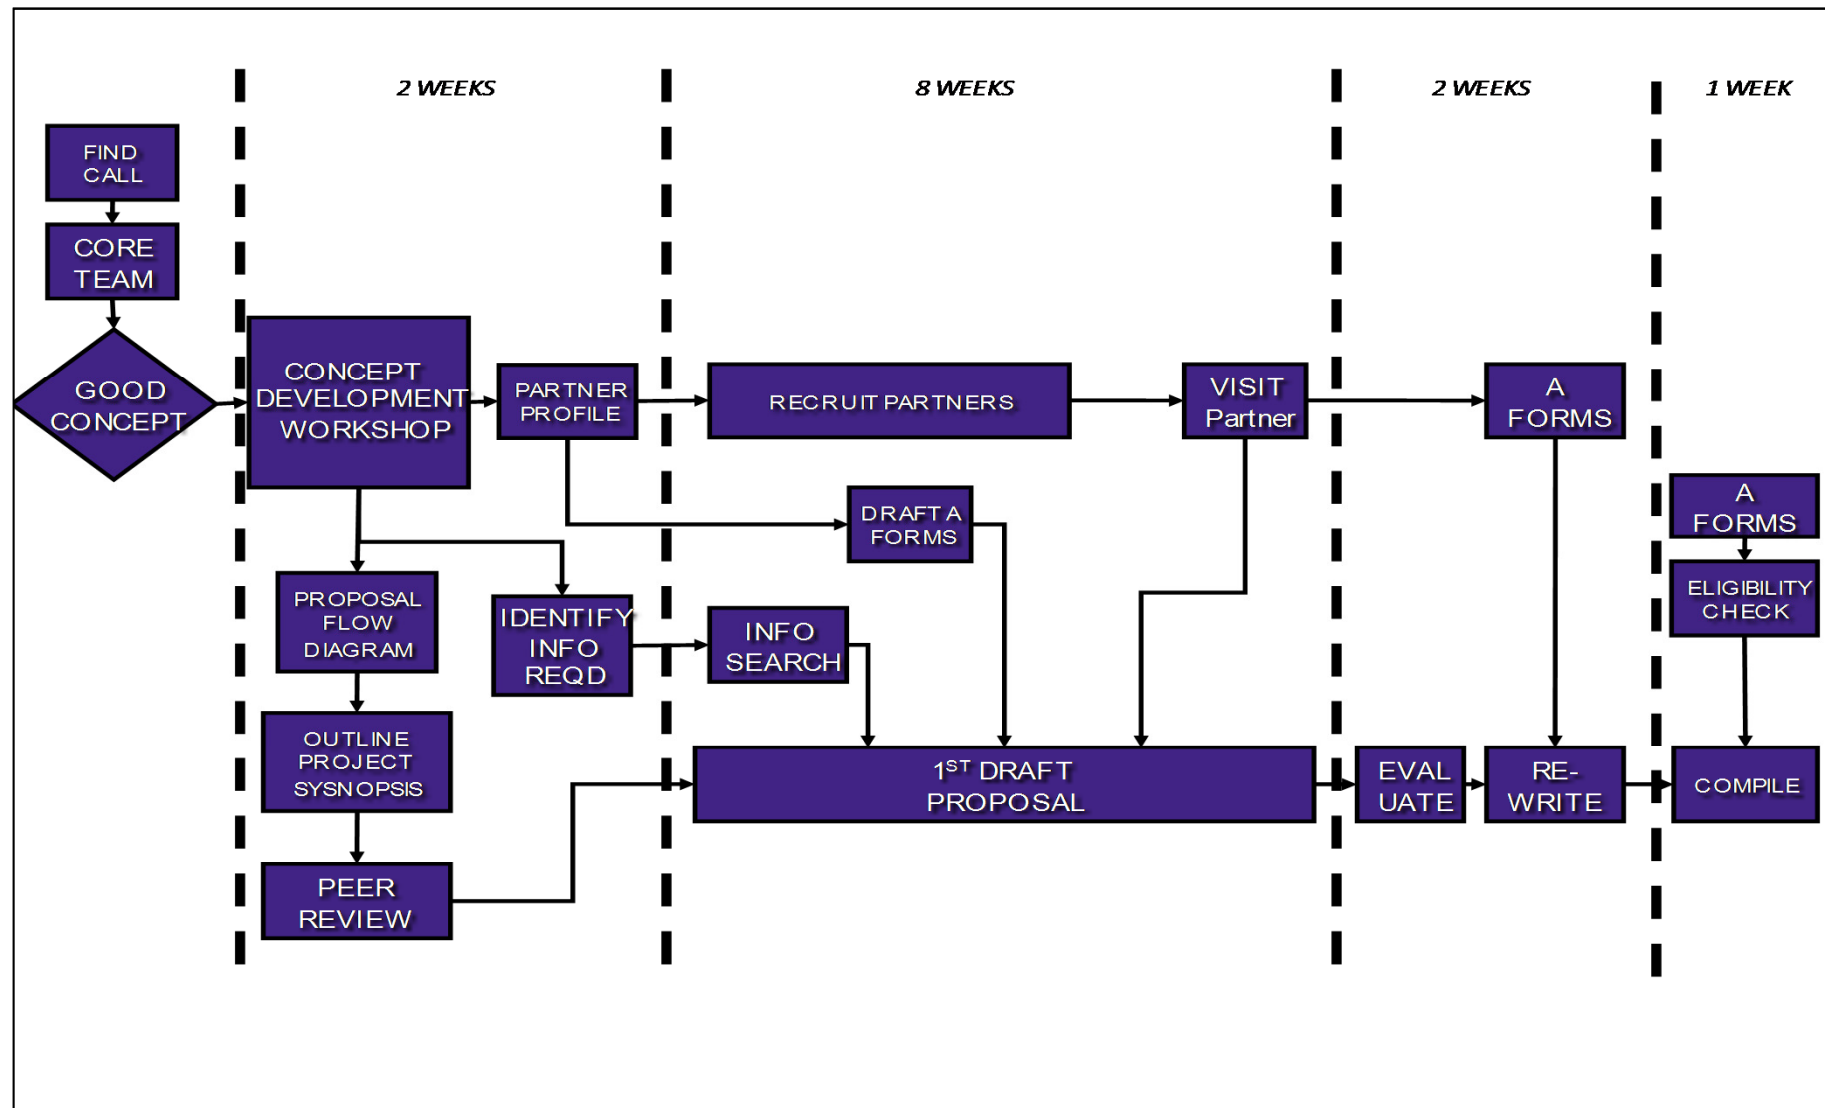 2 WEEKS
8 WEEKS
2 WEEKS
1 WEEK
FIND
CALL
CORE
TEAM
GOOD
CONCEPT
CONCEPT
DEVELOPMENT
WORKSHOP
PARTNER
PROFILE
RECRUIT PARTNERS
VISIT
Partner
A
FORMS
DRAFT A
FORMS
A
FORMS
PROPOSAL
FLOW
DIAGRAM
IDENTIFY
INFO
REQD
INFO
SEARCH
ELIGIBILITY
CHECK
OUTLINE
PROJECT
SYSNOPSIS
1ST DRAFT
PROPOSAL
EVAL
UATE
RE-
WRITE
COMPILE
PEER
REVIEW